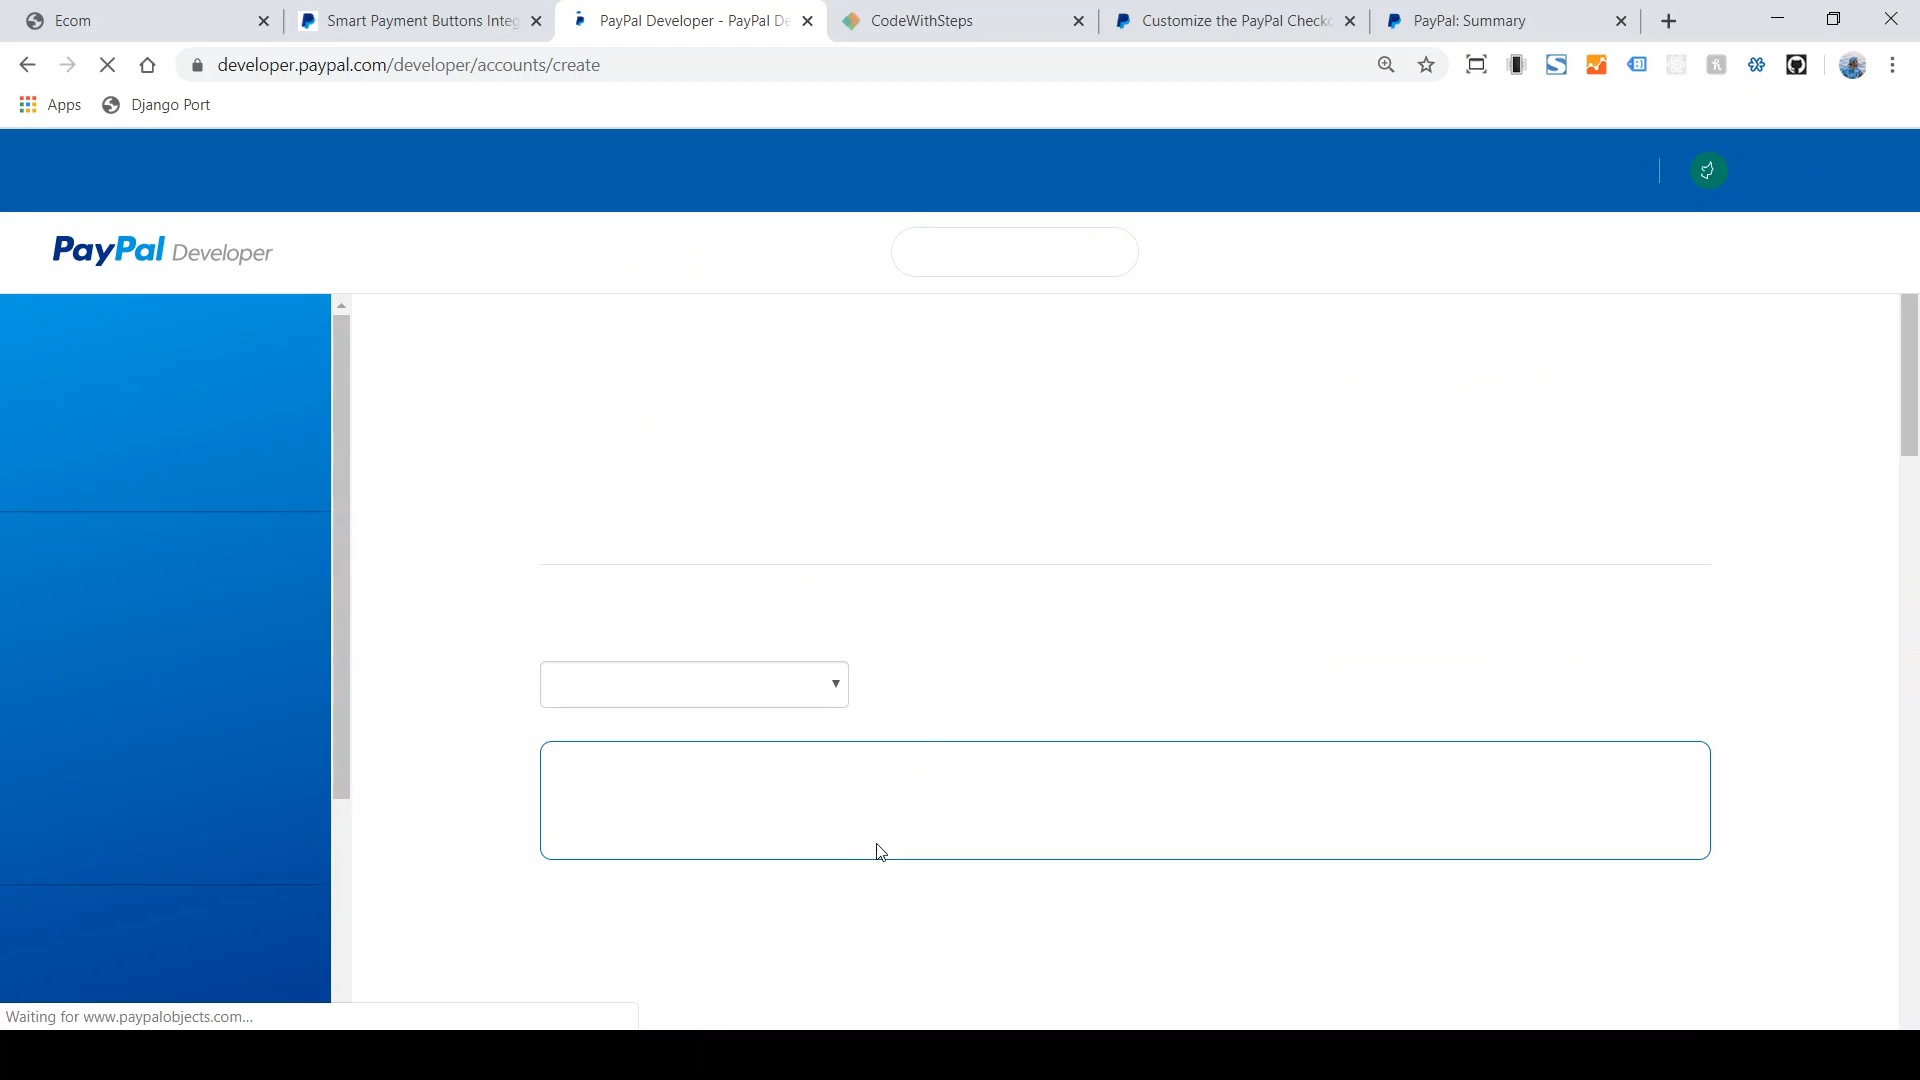 Ecom
Smart Payment Buttons Integ
PayPal Developer - PayPal De
CodeWithSteps
Customize the PayPal Checko
PayPal: Summary
developer.paypal.com/developer/accounts/create
Apps
Django Port
PayPal Developer
Waiting for www.paypalobjects.com...